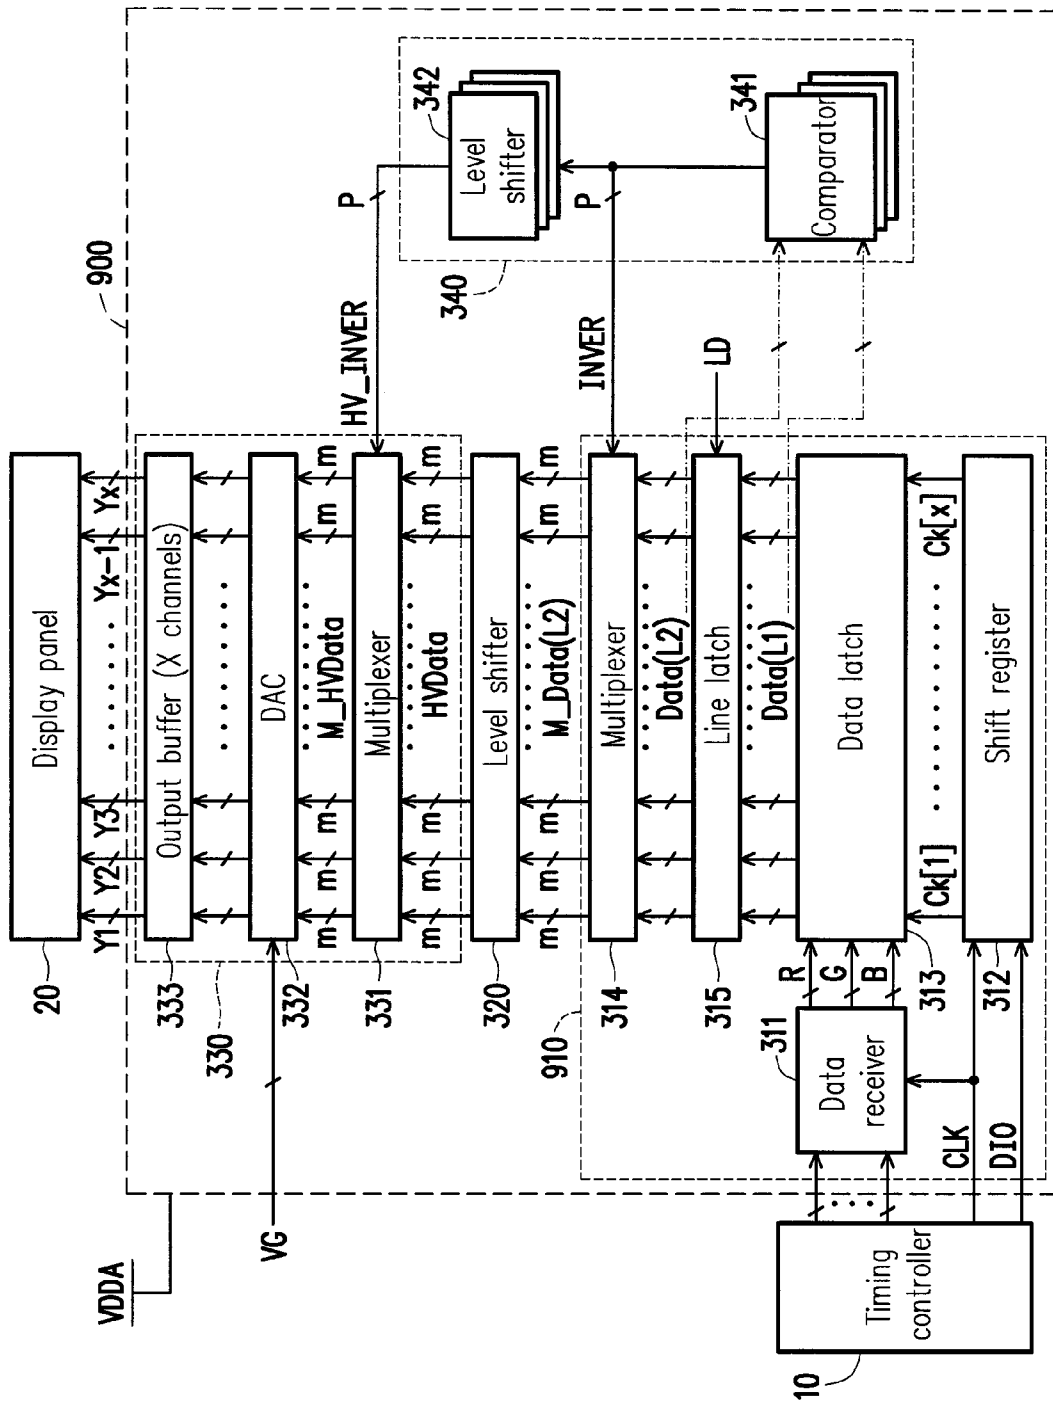 VDDA
900
20
Display panel
Y1
Y2
Y3
Yx-1
Yx
333
Output buffer (X channels)
330
332
DAC
VG
m
m
m
M_HVData
m
m
331
Multiplexer
HV_INVER
P
m
m
m
HVData
m
m
320
Level shifter
m
m
m
M_Data(L2)
m
m
340
342
Level
shifter
P
INVER
910
314
Multiplexer
Data(L2)
315
Line latch
LD
Data(L1)
341
Comparator
311
Data
receiver
R
G
B
313
Data latch
Ck[1]
Ck[x]
312
Shift register
CLK
DIO
Timing
controller
10